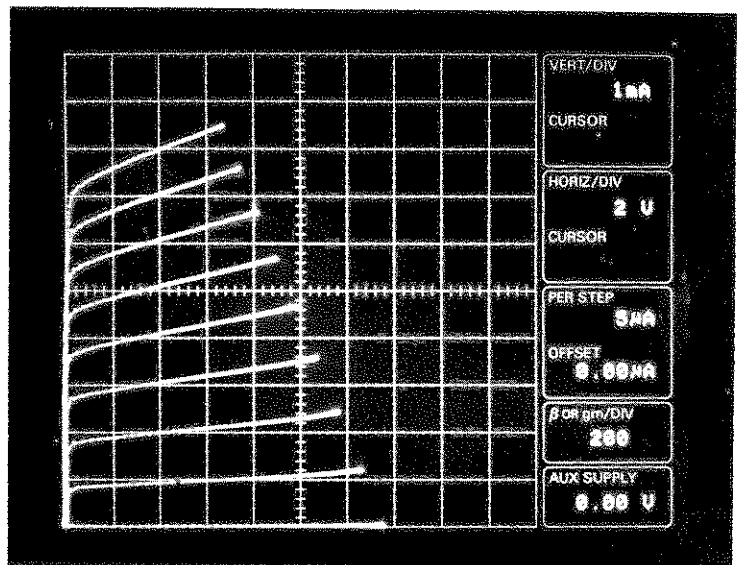 VERT/DIV
1mA
CURSOR
HORIZ/DIV
2 V
CURSOR
PER STEP
5µA
OFFSET
0.00µA
β OR gm/DIV
200
AUX SUPPLY
0.00 V